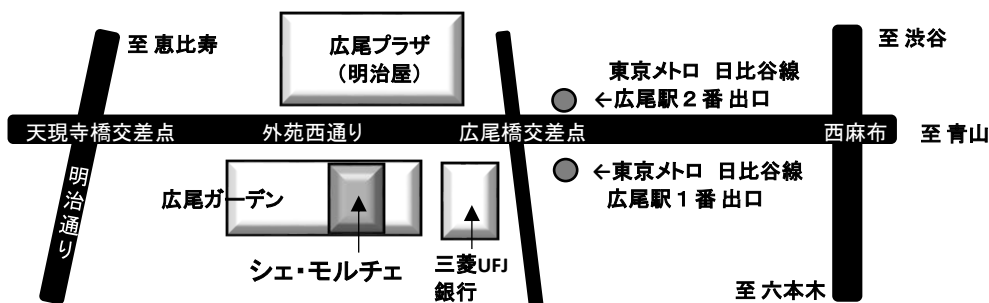 至 恵比寿
広尾プラザ
（明治屋）
至 渋谷
東京メトロ 日比谷線
←広尾駅２番 出口
天現寺橋交差点
外苑西通り
広尾橋交差点
西麻布
至 青山
明治通り
広尾ガーデン
←東京メトロ 日比谷線
広尾駅１番 出口
シェ・モルチェ
三菱UFJ
銀行
至 六本木